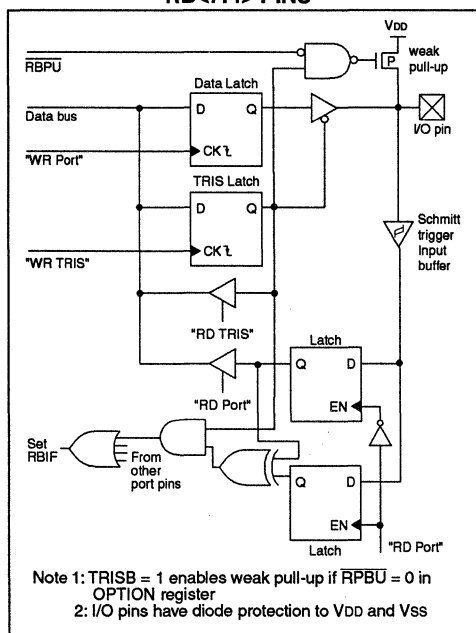 RB<7:4> PINS
VDD
weak
pull-up
P
RBPU
Data bus
"WR Port"
"WR TRIS"
Data Latch
D Q
CK
TRIS Latch
D Q
CK
I/O pin
Schmitt
trigger
Input
buffer
"RD TRIS"
"RD Port"
Latch
Q D
EN
Set
RBIF
From
other
port pins
Q D
EN
Latch
"RD Port"
Note 1: TRISB = 1 enables weak pull-up if RPBU = 0 in
OPTION register
2: I/O pins have diode protection to VDD and VSS